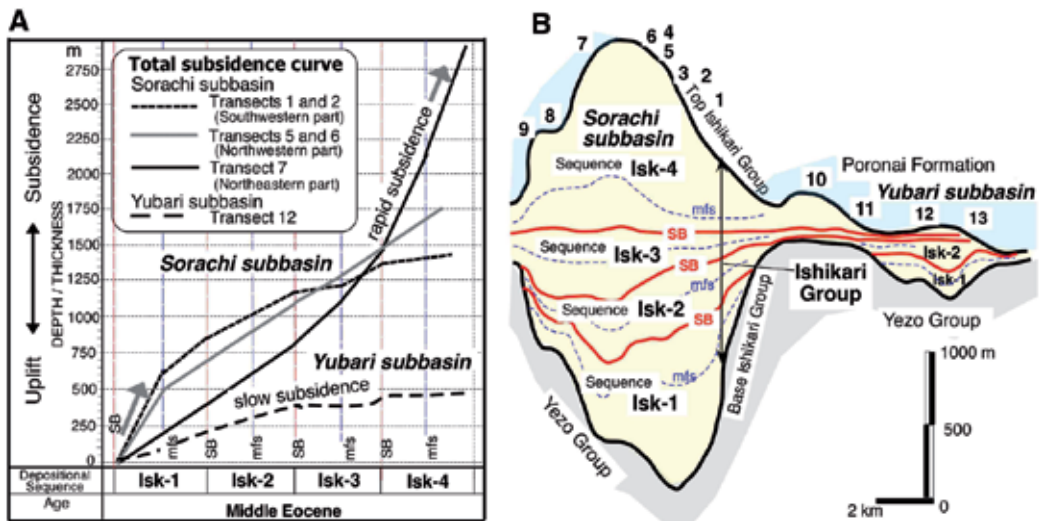 A
m
2750
2500
2250
2000
1750
1500
1250
1000
750
500
250
0
Subsidence
Uplift
DEPTH / THICKNESS
Total subsidence curve
Sorachi subbasin
Transects 1 and 2
(Southwestern part)
Transects 5 and 6
(Northwestern part)
Transect 7
(Northeastern part)
Yubari subbasin
Transect 12
rapid subsidence
Sorachi subbasin
Yubari subbasin
slow subsidence
SB
mfs
SB
mfs
SB
mfs
SB
mfs
Depositional
Sequence
Isk-1
Isk-2
Isk-3
Isk-4
Age
Middle Eocene
B
7
6
4
5
3
2
1
8
9
Top Ishikari Group
Sorachi
subbasin
Sequence Isk-4
mfs
10
Poronai Formation
Yubari subbasin
11
12
13
SB
Sequence
Isk-3
SB
mfs
Ishikari
Group
Isk-2
Isk-1
Sequence
Isk-2
SB
mfs
Sequence
Isk-1
Base Ishikari Group
Yezo Group
Yezo Group
1000 m
500
0
2 km